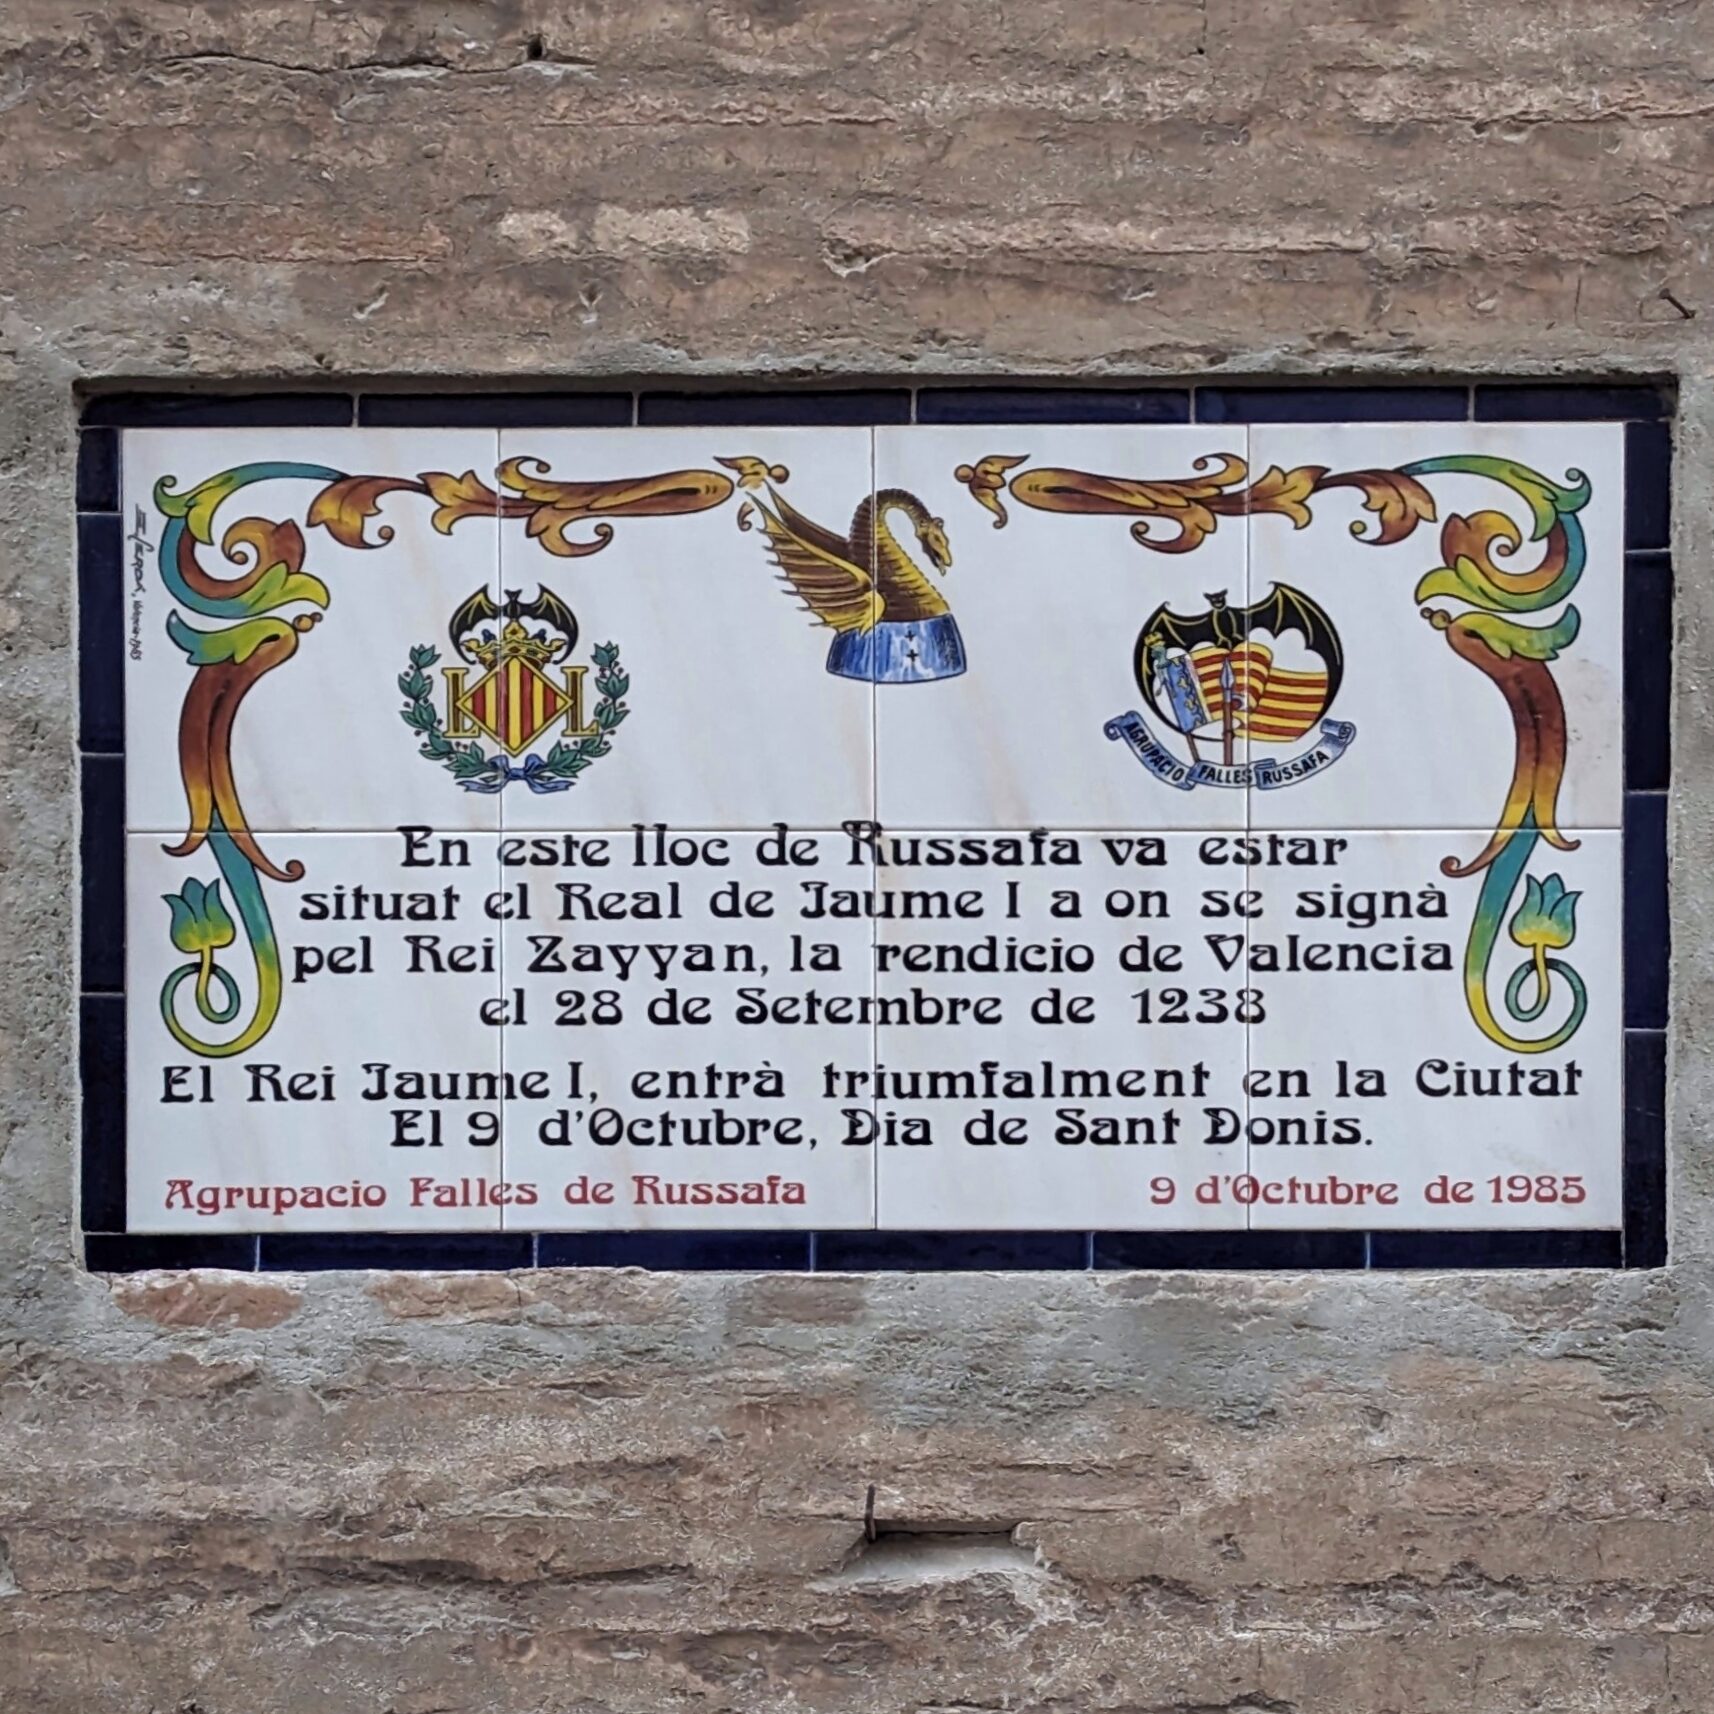 L L
AGRUPACIO FALLES RUSSAFA
En este lloc de Russafa va estar
situat el Real de Jaume I a on se signà
pel Rei Zayyan, la rendicio de Valencia
el 28 de Setembre de 1238
El Rei Jaume I, entrà triumfalment en la Ciutat
El 9 d'Octubre, Dia de Sant Donis.
Agrupacio Falles de Russafa
9 d'Octubre de 1985